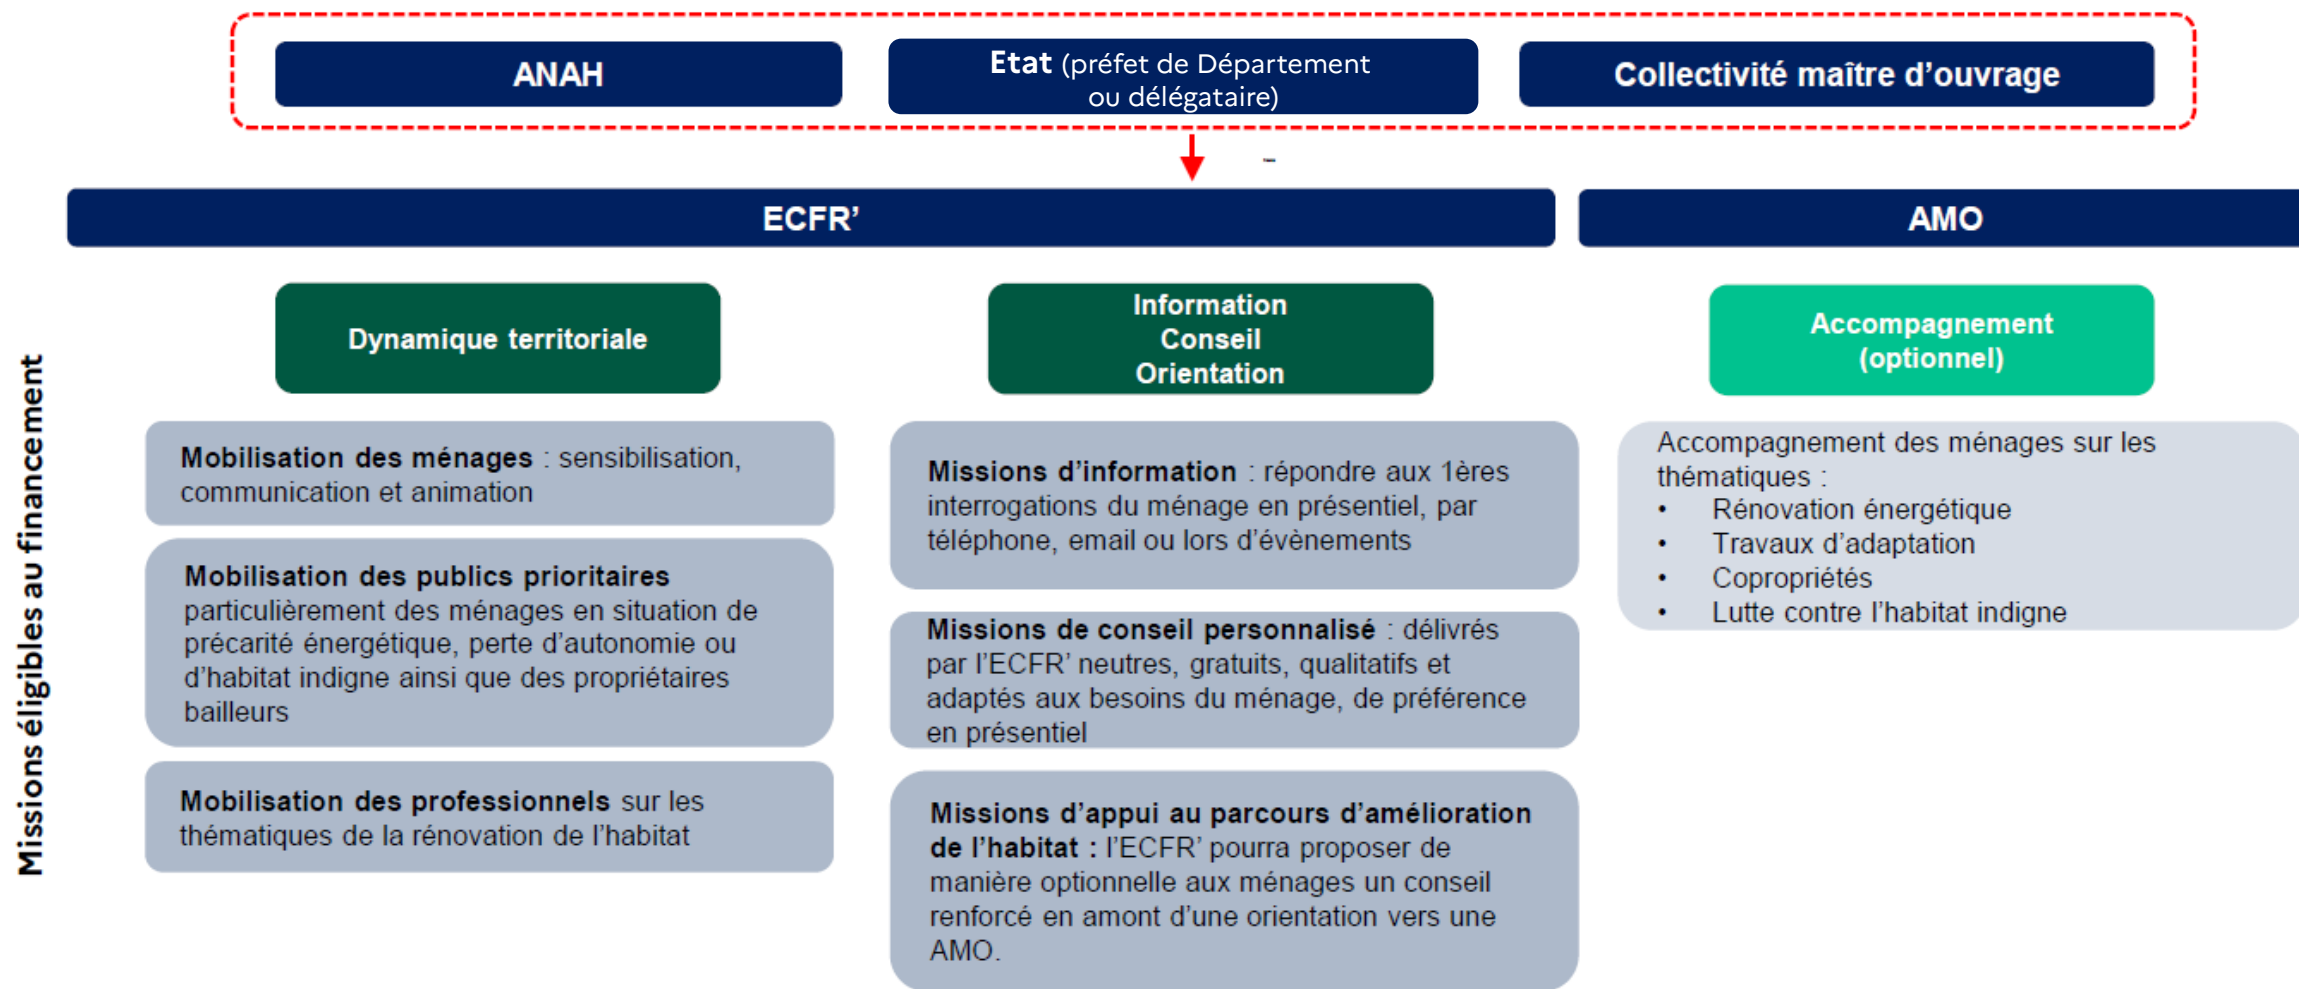 ANAH
Etat (préfet de Département
ou délégataire)
Collectivité maître d’ouvrage
ECFR’
AMO
Missions éligibles au financement
Dynamique territoriale
Mobilisation des ménages : sensibilisation,
communication et animation
Mobilisation des publics prioritaires
particulièrement des ménages en situation de
précarité énergétique, perte d’autonomie ou
d’habitat indigne ainsi que des propriétaires
bailleurs
Mobilisation des professionnels sur les
thématiques de la rénovation de l’habitat
Information
Conseil
Orientation
Missions d’information : répondre aux 1ères
interrogations du ménage en présentiel, par
téléphone, email ou lors d’évènements
Missions de conseil personnalisé : délivrés
par l’ECFR’ neutres, gratuits, qualitatifs et
adaptés aux besoins du ménage, de préférence
en présentiel
Missions d’appui au parcours d’amélioration
de l’habitat : l’ECFR’ pourra proposer de
manière optionnelle aux ménages un conseil
renforcé en amont d’une orientation vers une
AMO.
Accompagnement
(optionnel)
Accompagnement des ménages sur les
thématiques :
• Rénovation énergétique
• Travaux d’adaptation
• Copropriétés
• Lutte contre l’habitat indigne